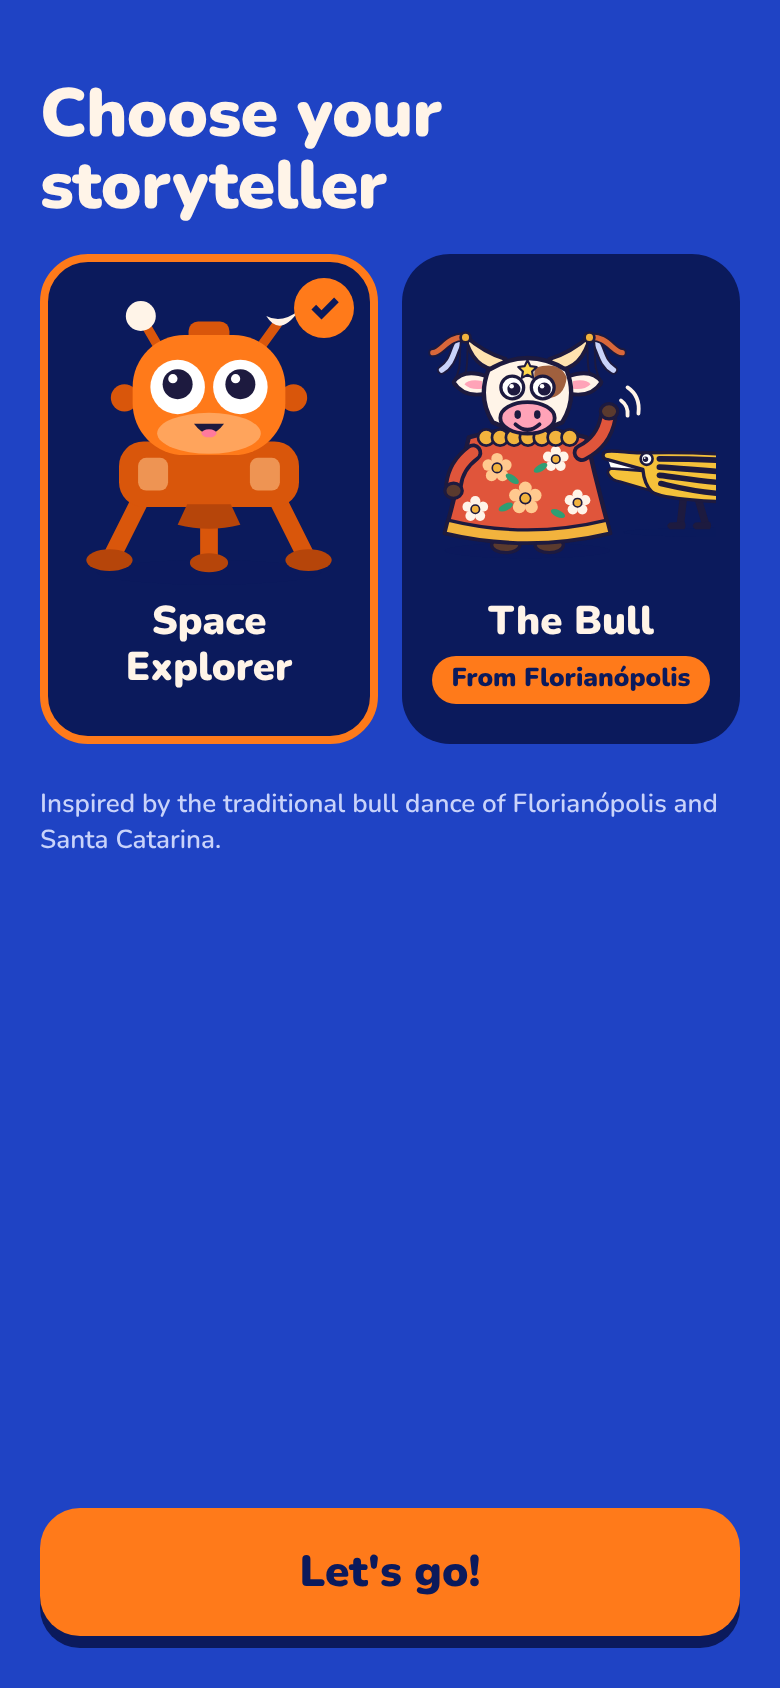 Choose your
storyteller
Space
Explorer
The Bull
From Florianópolis
Inspired by the traditional bull dance of Florianópolis and
Santa Catarina.
Let's go!